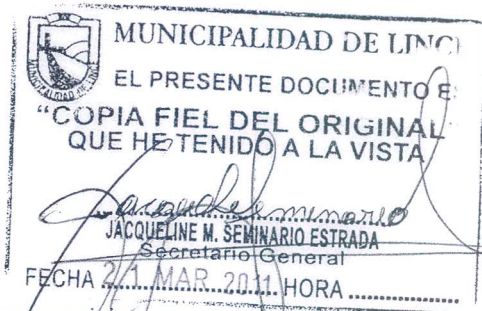 MUNICIPALIDAD DE LINC
EL PRESENTE DOCUMENTO E
"COPIA FIEL DEL ORIGINAL"
QUE HE TENIDO A LA VISTA
JACQUELINE M. SEMINARIO ESTRADA
Secretario General
FECHA 21 MAR 2011 HORA